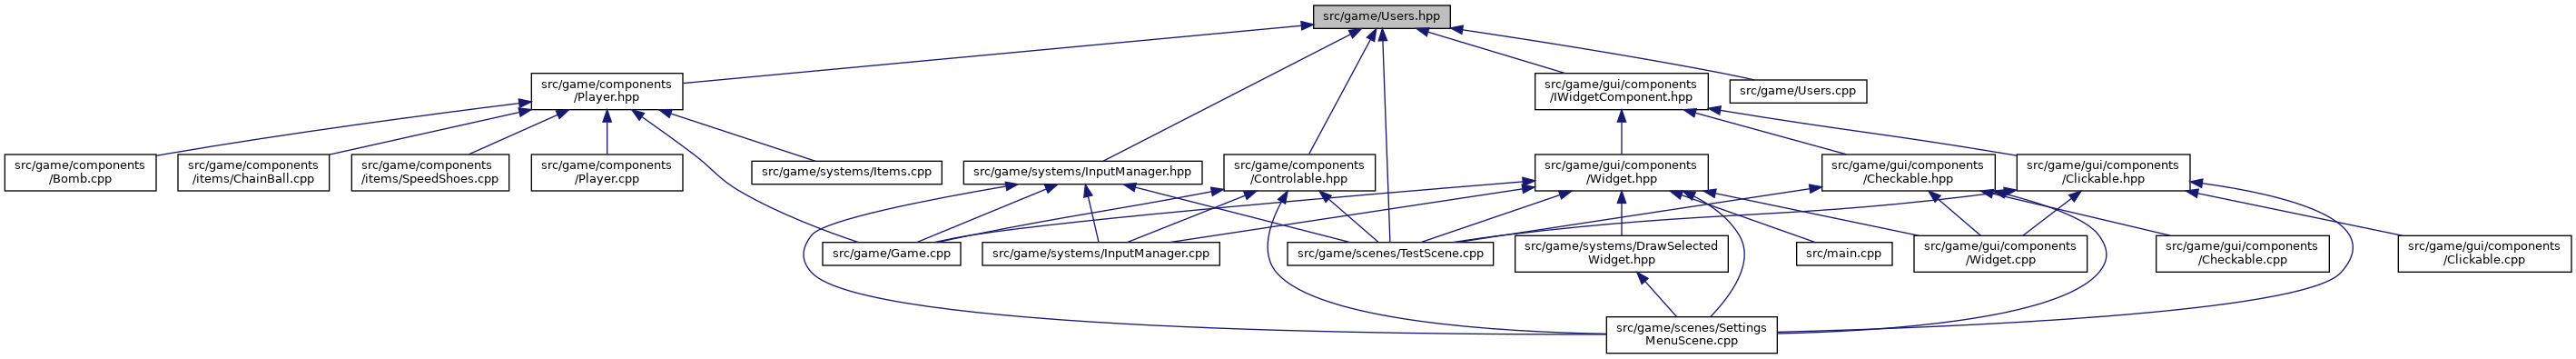 src/game/Users.hpp
src/game/components
/Player.hpp
src/game/gui/components
/IWidgetComponent.hpp
src/game/Users.cpp
src/game/components
/Bomb.cpp
src/game/components
/items/ChainBall.cpp
src/game/components
/items/SpeedShoes.cpp
src/game/components
/Player.cpp
src/game/systems/Items.cpp
src/game/systems/InputManager.hpp
src/game/components
/Controlable.hpp
src/game/gui/components
/Widget.hpp
src/game/gui/components
/Checkable.hpp
src/game/gui/components
/Clickable.hpp
src/game/Game.cpp
src/game/systems/InputManager.cpp
src/game/scenes/TestScene.cpp
src/game/systems/DrawSelected
Widget.hpp
src/main.cpp
src/game/gui/components
/Widget.cpp
src/game/gui/components
/Checkable.cpp
src/game/gui/components
/Clickable.cpp
src/game/scenes/Settings
MenuScene.cpp